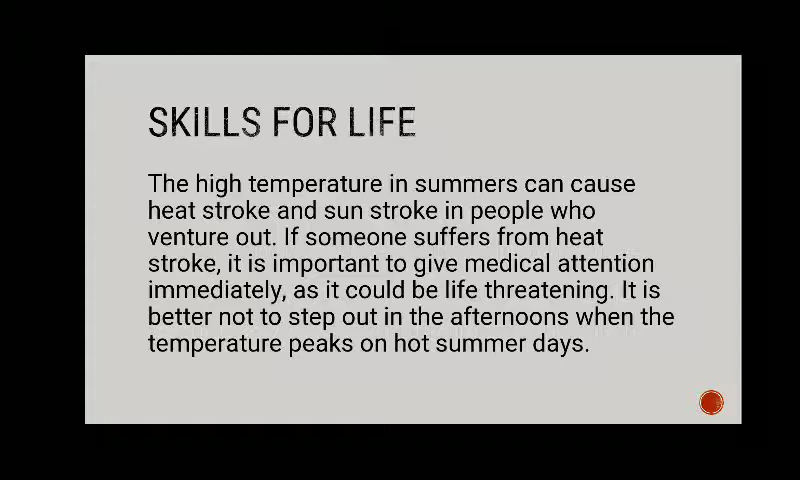 SKILLS FOR LIFE
The high temperature in summers can cause
heat stroke and sun stroke in people who
venture out. If someone suffers from heat
stroke, it is important to give medical attention
immediately, as it could be life threatening. It is
better not to step out in the afternoons when the
temperature peaks on hot summer days.